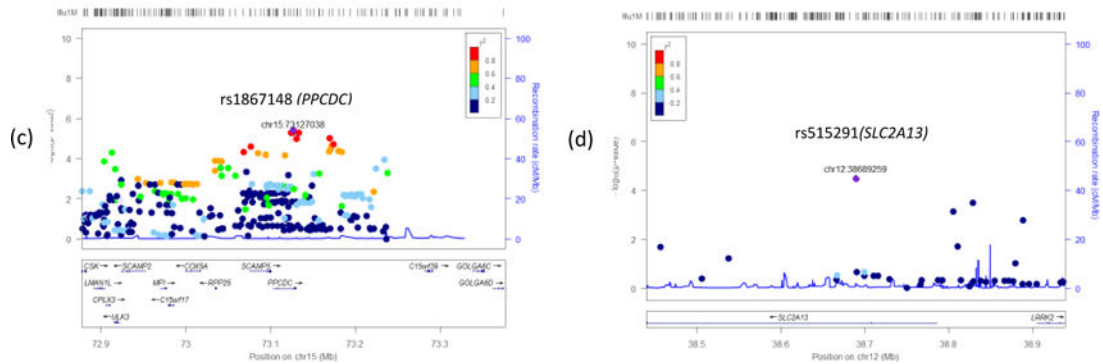 Illu1M
10
8
6
4
2
0
100
80
60
40
20
0
Recombination rate (cM/Mb)
r²
0.8
0.6
0.4
0.2
(c)
rs1867148 (PPCDC)
chr15.73127038
CSK
SCAMP2
COX5A
SCAMP5
C15orf39
GOLGA6C
LMAN1L
MPI
RPP25
PPCDC
GOLGA6D
CPLX3
C15orf17
ULK3
72.9
73
73.1
73.2
73.3
Position on chr15 (Mb)
Illu1M
10
8
6
4
2
0
100
80
60
40
20
0
Recombination rate (cM/Mb)
r²
0.8
0.6
0.4
0.2
(d)
rs515291(SLC2A13)
chr12.38689259
SLC2A13
LRRK2
38.5
38.6
38.7
38.8
38.9
Position on chr12 (Mb)